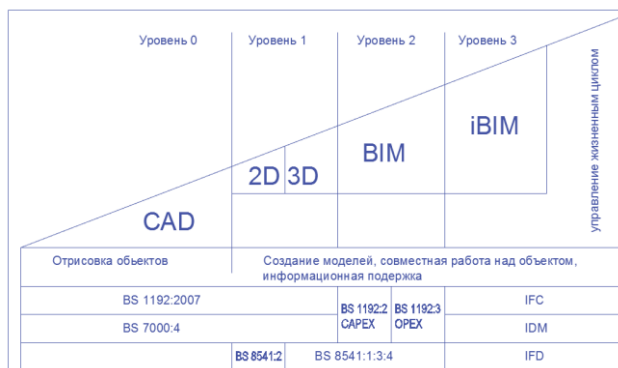 Уровень 0 Уровень 1 Уровень 2 Уровень 3
управление жизненным циклом
iBIM
BIM
2D 3D
CAD
Отрисовка обьектов
Создание моделей, совместная работа над объектом,
информационная подержка
BS 1192:2007
BS 1192:2
CAPEX
BS 1192:3
OPEX
IFC
BS 7000:4
IDM
BS 8541:2
BS 8541:1:3:4
IFD